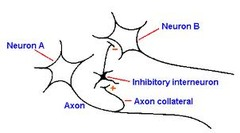 Neuron B
Neuron A
−
Inhibitory interneuron
+
Axon
Axon collateral